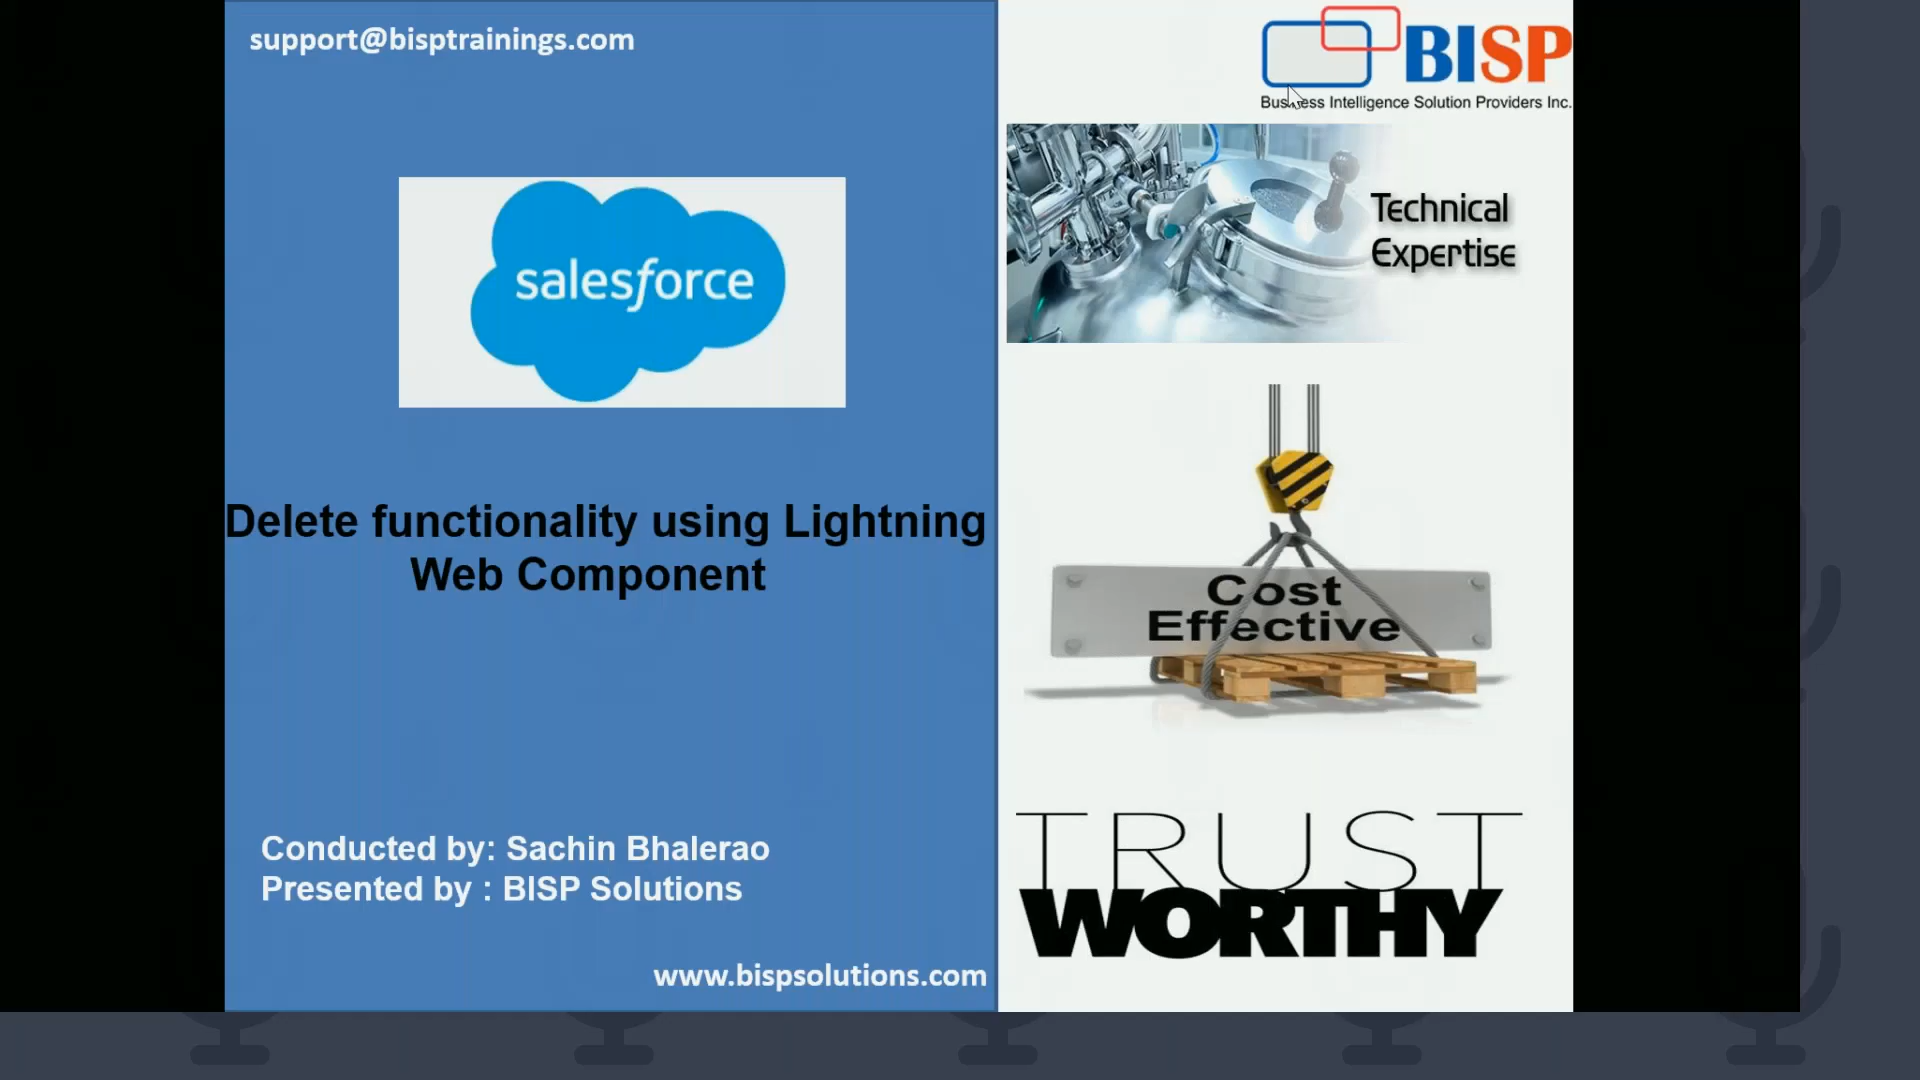 support@bisptrainings.com
salesforce
Delete functionality using Lightning
Web Component
Conducted by: Sachin Bhalerao
Presented by : BISP Solutions
www.bispsolutions.com
BISP
Business Intelligence Solution Providers Inc.
Technical
Expertise
Cost
Effective
TRUST
WORTHY